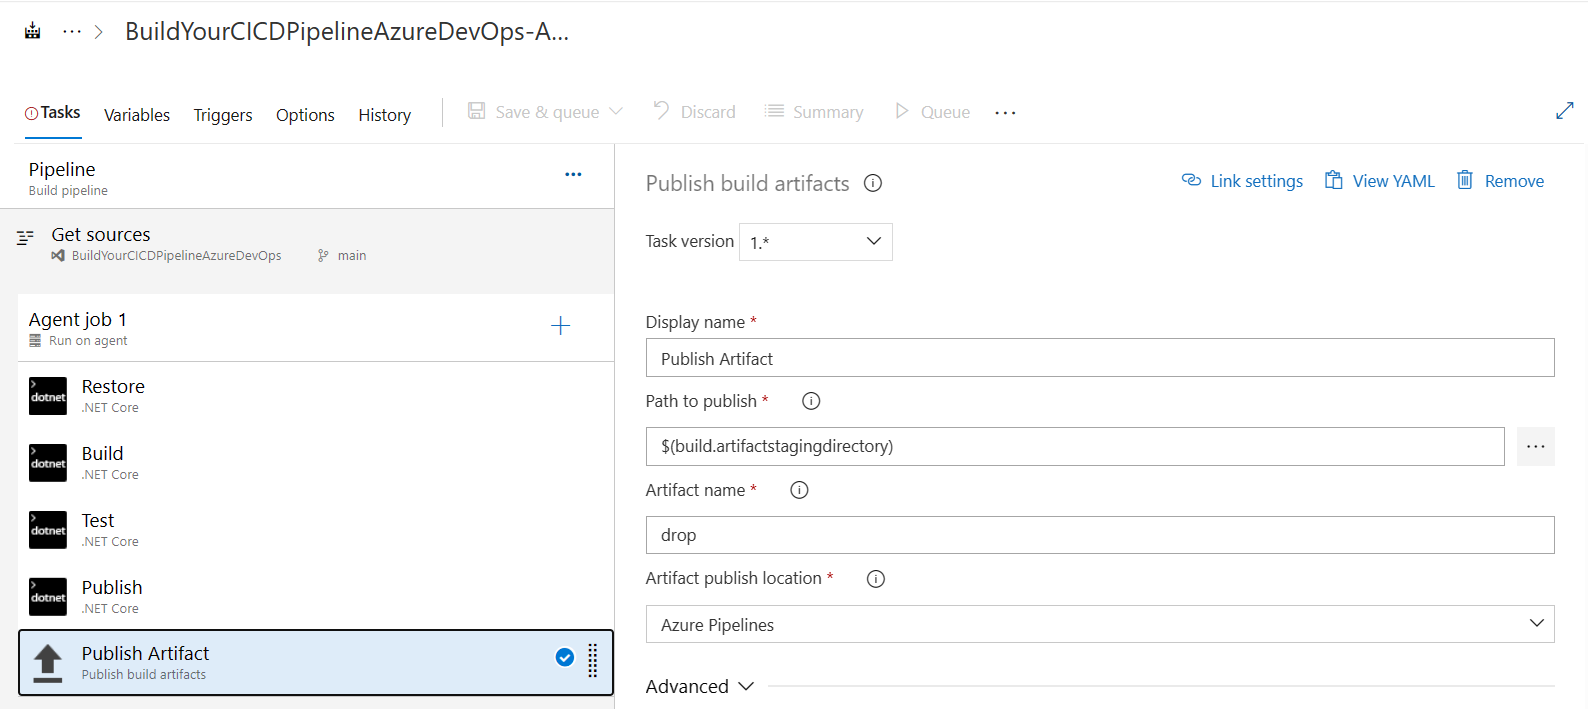 BuildYourCICDPipelineAzureDevOps-A...
Tasks Variables Triggers Options History Save & queue Discard Summary Queue
Pipeline
Build pipeline
Get sources
BuildYourCICDPipelineAzureDevOps main
Agent job 1
Run on agent
dotnet Restore
.NET Core
dotnet Build
.NET Core
dotnet Test
.NET Core
dotnet Publish
.NET Core
Publish Artifact
Publish build artifacts
Publish build artifacts
Link settings View YAML Remove
Task version 1.*
Display name *
Publish Artifact
Path to publish *
$(build.artifactstagingdirectory)
Artifact name *
drop
Artifact publish location *
Azure Pipelines
Advanced